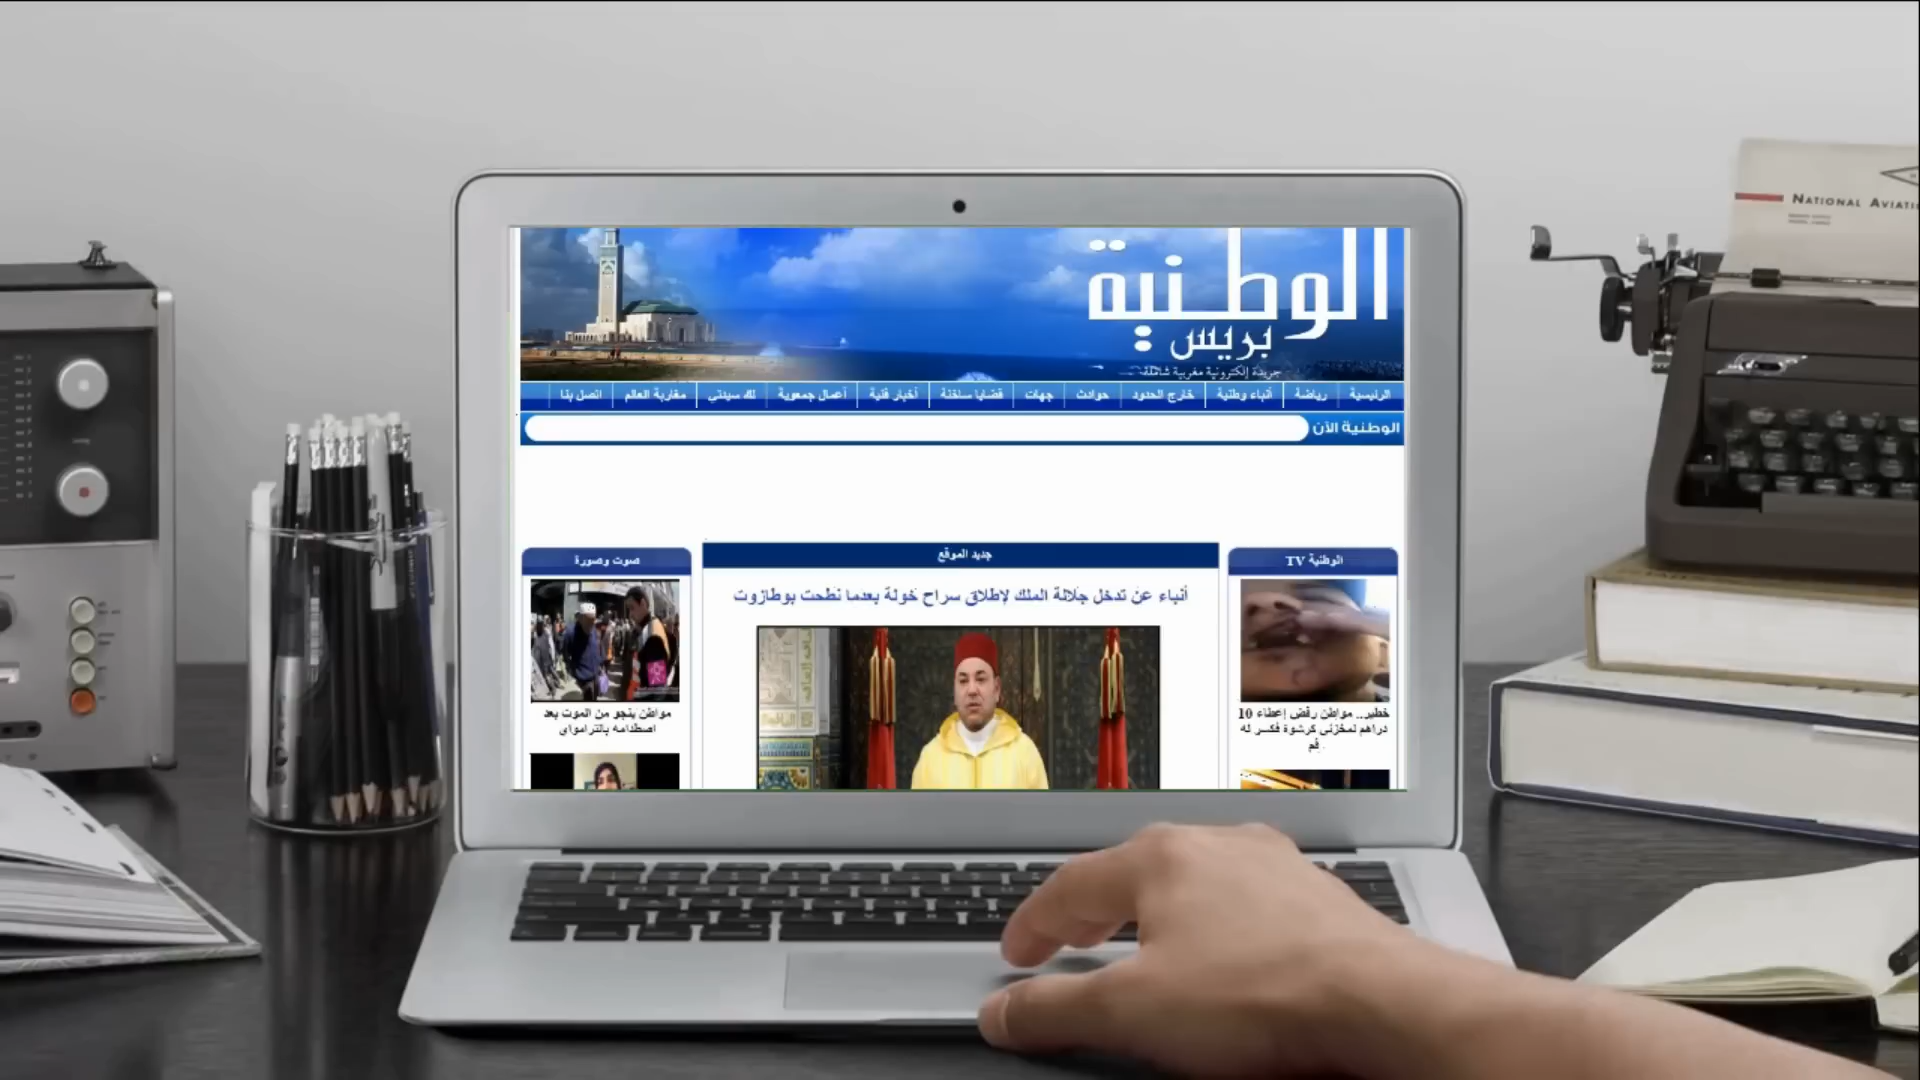 NATIONAL AVIATI
الوطنية
بريس
جريدة إلكترونية مغربية شاملة
الرئيسية
رياضة
أنباء وطنية
خارج الحدود
حوادث
جهات
قضايا ساخنة
أخبار فنية
أعمال جمعوية
لك سيدتي
مغاربة العالم
اتصل بنا
الوطنية الآن
الوطنية TV
جديد الموقع
صوت وصورة
أنباء عن تدخل جلالة الملك لإطلاق سراح خولة بعدما نطحت بوطازوت
خطير.. مواطن رفض إعطاء 10
دراهم لمخزني كرشوة فكسر له
فم
مواطن ينجو من الموت بعد
اصطدامه بالترامواي